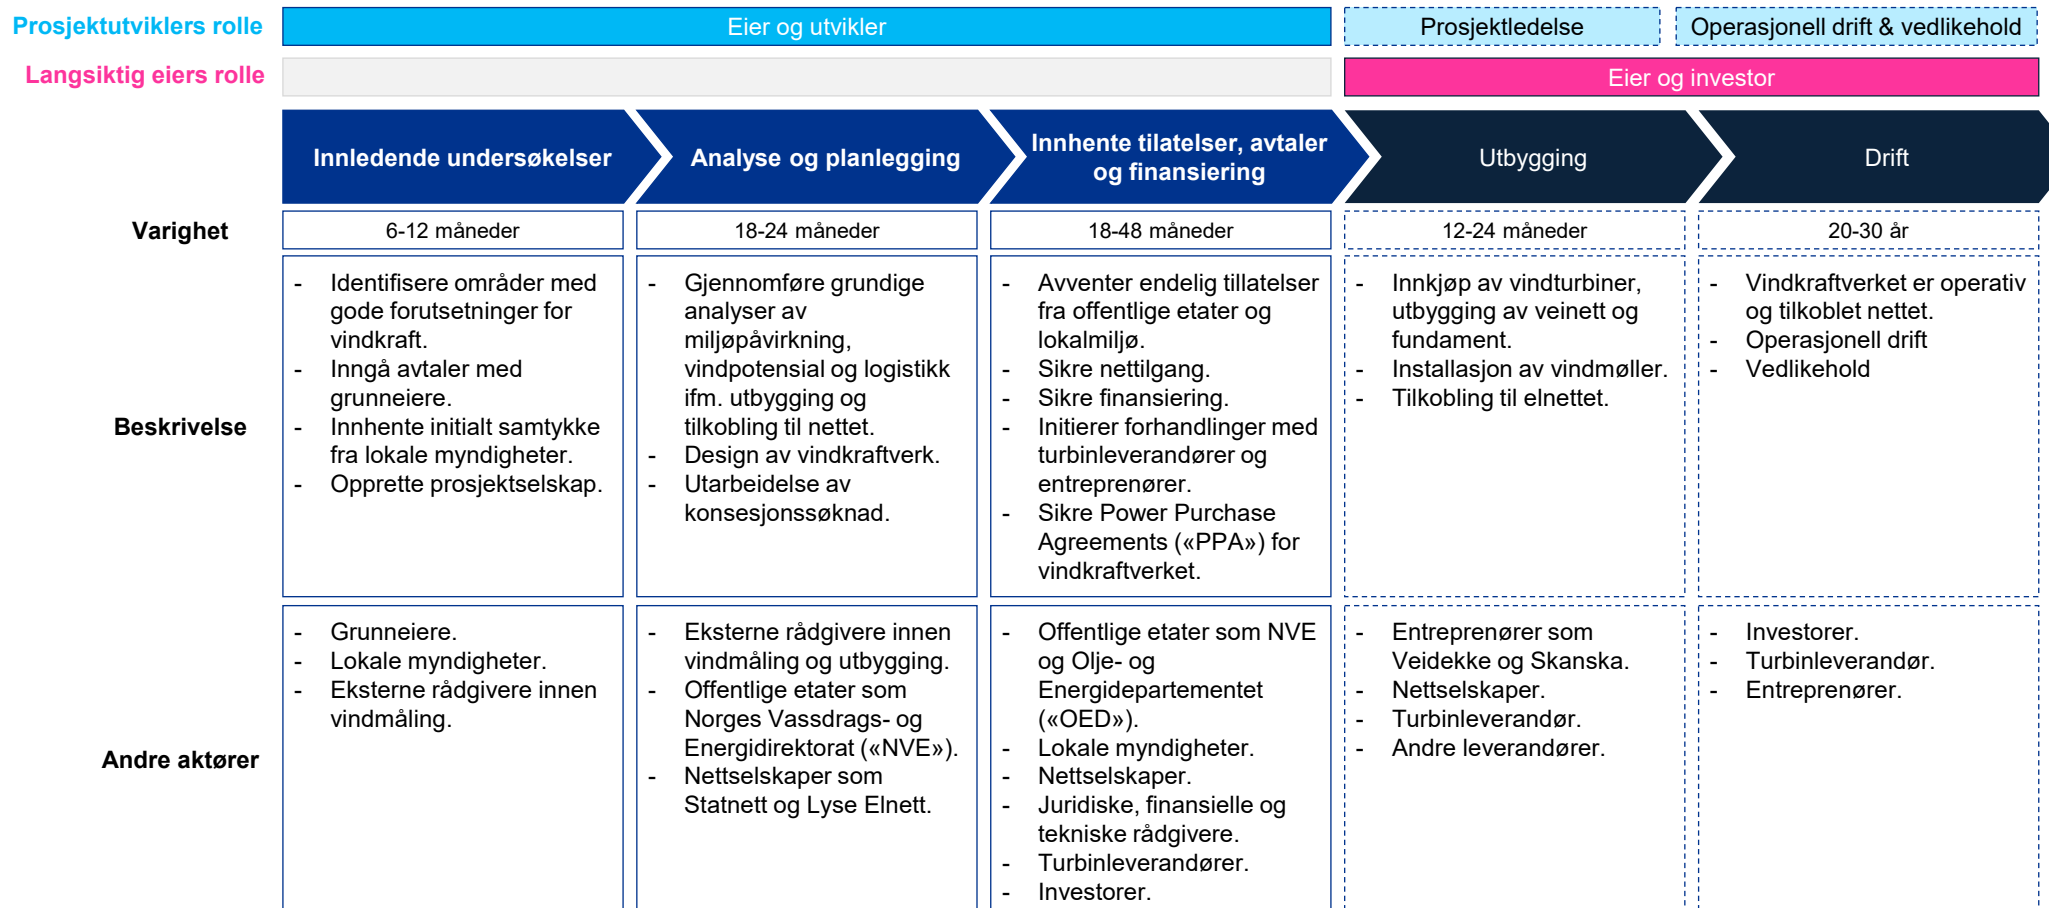 Prosjektutviklers rolle
Eier og utvikler
Prosjektledelse
Operasjonell drift & vedlikehold
Langsiktig eiers rolle
Eier og investor
Innledende undersøkelser
Analyse og planlegging
Innhente tilatelser, avtaler
og finansiering
Utbygging
Drift
Varighet
6-12 måneder
18-24 måneder
18-48 måneder
12-24 måneder
20-30 år
Beskrivelse
- Identifisere områder med
gode forutsetninger for
vindkraft.
- Inngå avtaler med
grunneiere.
- Innhente initialt samtykke
fra lokale myndigheter.
- Opprette prosjektselskap.
- Gjennomføre grundige
analyser av
miljøpåvirkning,
vindpotensial og logistikk
ifm. utbygging og
tilkobling til nettet.
- Design av vindkraftverk.
- Utarbeidelse av
konsesjonssøknad.
- Avventer endelig tillatelser
fra offentlige etater og
lokalmiljø.
- Sikre nettilgang.
- Sikre finansiering.
- Initierer forhandlinger med
turbinleverandører og
entreprenører.
- Sikre Power Purchase
Agreements («PPA») for
vindkraftverket.
- Innkjøp av vindturbiner,
utbygging av veinett og
fundament.
- Installasjon av vindmøller.
- Tilkobling til elnettet.
- Vindkraftverket er operativ
og tilkoblet nettet.
- Operasjonell drift
- Vedlikehold
Andre aktører
- Grunneiere.
- Lokale myndigheter.
- Eksterne rådgivere innen
vindmåling.
- Eksterne rådgivere innen
vindmåling og utbygging.
- Offentlige etater som
Norges Vassdrags- og
Energidirektorat («NVE»).
- Nettselskaper som
Statnett og Lyse Elnett.
- Offentlige etater som NVE
og Olje- og
Energidepartementet
(«OED»).
- Lokale myndigheter.
- Nettselskaper.
- Juridiske, finansielle og
tekniske rådgivere.
- Turbinleverandører.
- Investorer.
- Entreprenører som
Veidekke og Skanska.
- Nettselskaper.
- Turbinleverandør.
- Andre leverandører.
- Investorer.
- Turbinleverandør.
- Entreprenører.